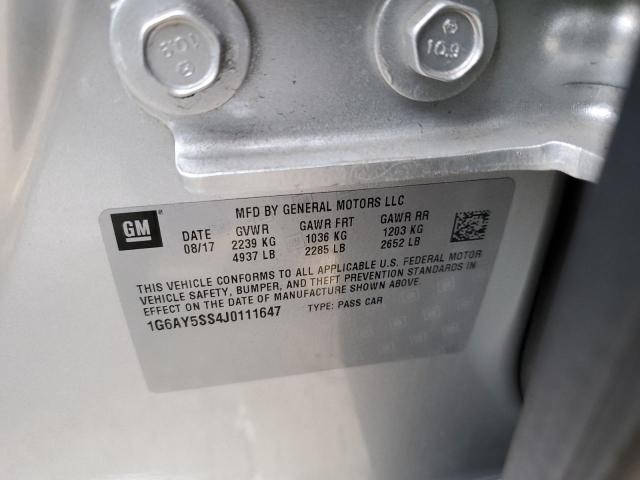 10.9
10.9
GM
MFD BY GENERAL MOTORS LLC
DATE GVWR GAWR FRT GAWR RR
08/17 2239 KG 1036 KG 1203 KG
4937 LB 2285 LB 2652 LB
THIS VEHICLE CONFORMS TO ALL APPLICABLE U.S. FEDERAL MOTOR
VEHICLE SAFETY, BUMPER, AND THEFT PREVENTION STANDARDS IN
EFFECT ON THE DATE OF MANUFACTURE SHOWN ABOVE.
1G6AY5SS4J0111647 TYPE: PASS CAR